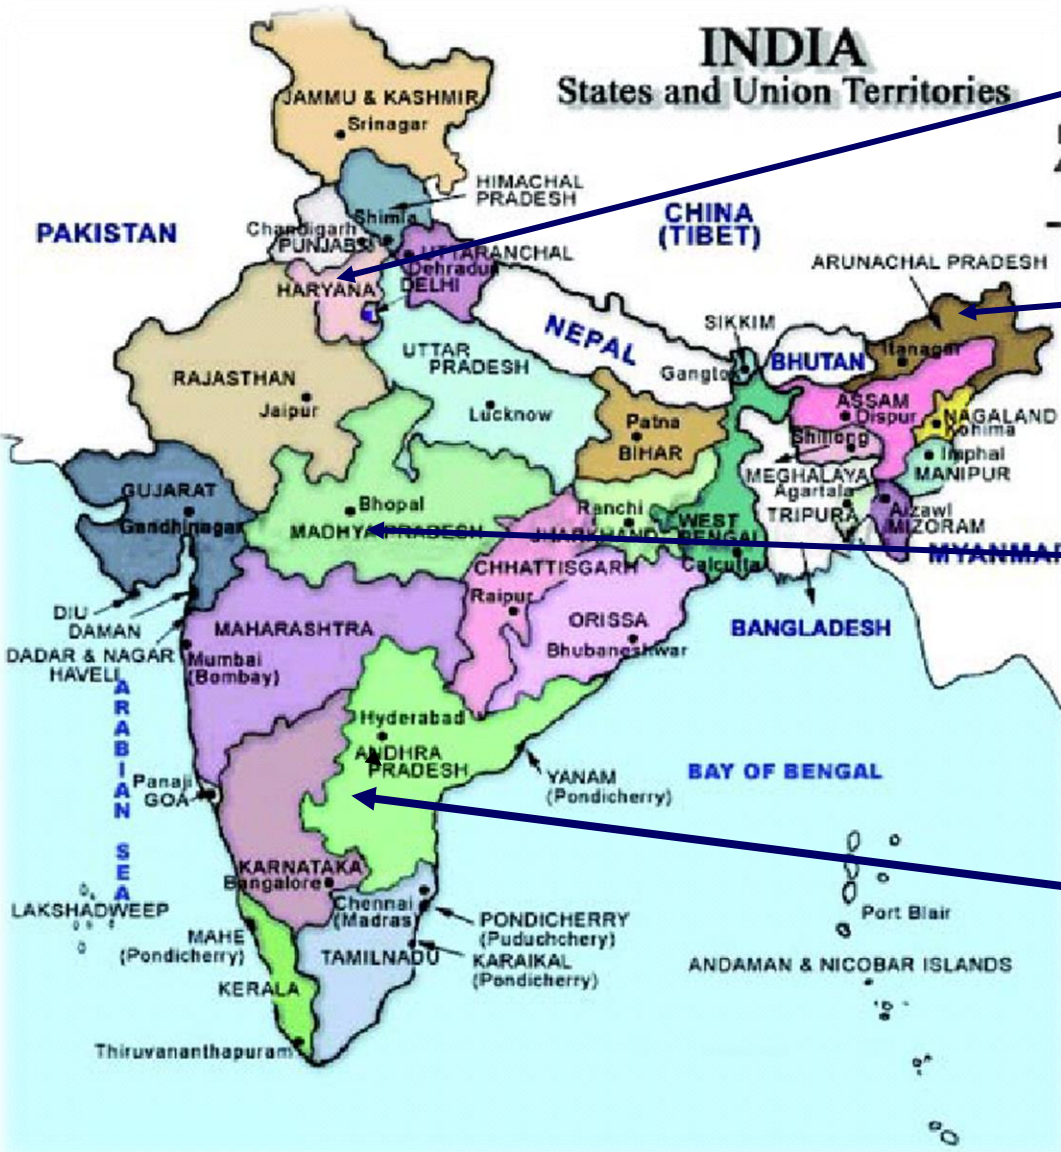 INDIA
States and Union Territories
JAMMU & KASHMIR
Srinagar
HIMACHAL
PRADESH
PAKISTAN
CHINA
(TIBET)
Shimla
Chandigarh
PUNJAB
UTTARANCHAL
Dehradun
DELHI
HARYANA
ARUNACHAL PRADESH
SIKKIM
NEPAL
BHUTAN
Itanagar
Gangtok
UTTAR
PRADESH
RAJASTHAN
Jaipur
Lucknow
ASSAM
Dispur
NAGALAND
Kohima
Patna
BIHAR
Shillong
Imphal
MANIPUR
MEGHALAYA
Agartala
TRIPURA
Aizawl
MIZORAM
GUJARAT
Gandhinagar
Bhopal
MADHYA PRADESH
Ranchi
JHARKHAND
WEST
BENGAL
Calcutta
MYANMAR
CHHATTISGARH
Raipur
DIU
DAMAN
DADAR & NAGAR
HAVELI
MAHARASHTRA
Mumbai
(Bombay)
ORISSA
Bhubaneshwar
BANGLADESH
ARABIAN SEA
Hyderabad
ANDHRA
PRADESH
YANAM
(Pondicherry)
BAY OF BENGAL
Panaji
GOA
KARNATAKA
Bangalore
Chennai
(Madras)
LAKSHADWEEP
MAHE
(Pondicherry)
PONDICHERRY
(Puduchchery)
KARAIKAL
(Pondicherry)
TAMILNADU
KERALA
Port Blair
ANDAMAN & NICOBAR ISLANDS
Thiruvananthapuram